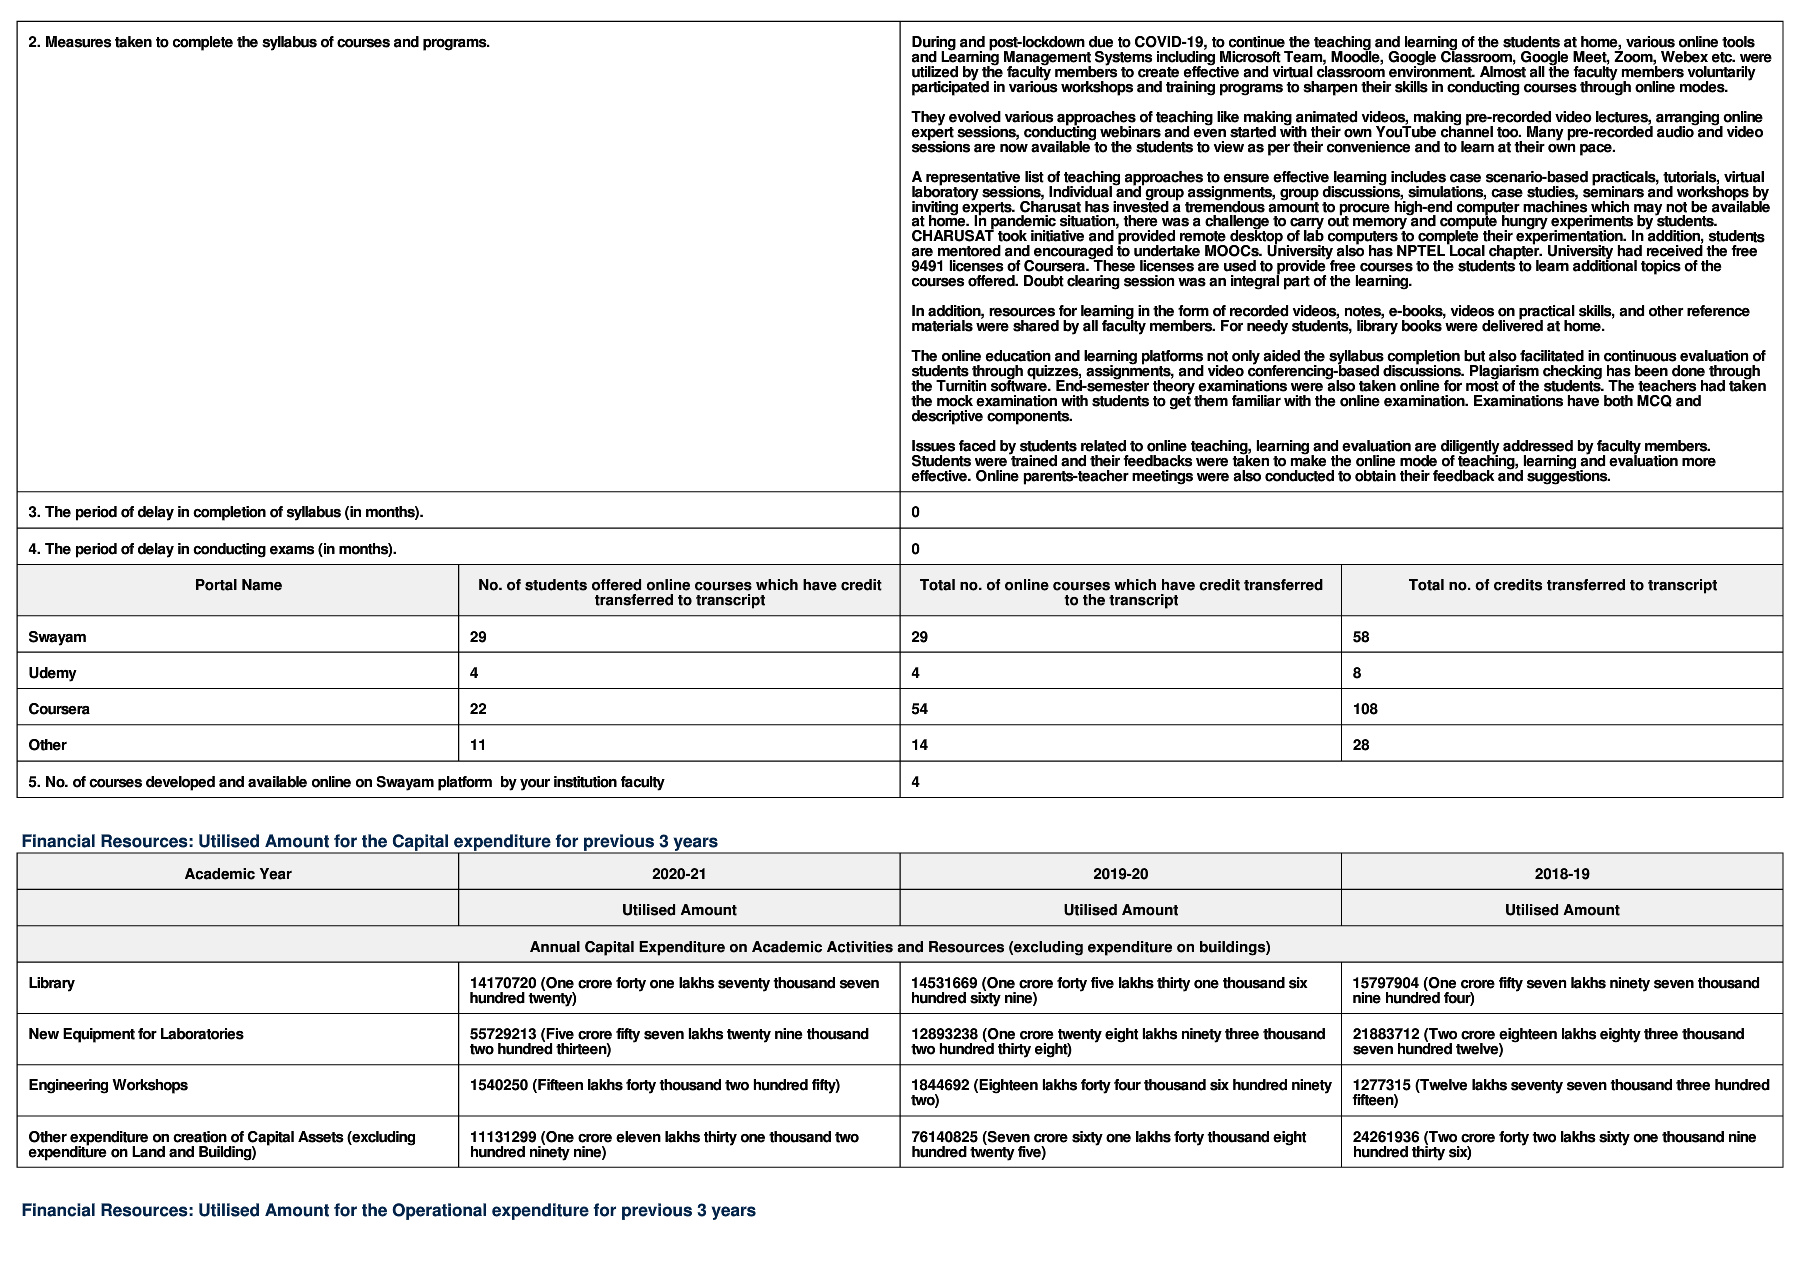 2. Measures taken to complete the syllabus of courses and programs.
During and post-lockdown due to COVID-19, to continue the teaching and learning of the students at home, various online tools
and Learning Management Systems including Microsoft Team, Moodle, Google Classroom, Google Meet, Zoom, Webex etc. were
utilized by the faculty members to create effective and virtual classroom environment. Almost all the faculty members voluntarily
participated in various workshops and training programs to sharpen their skills in conducting courses through online modes.
They evolved various approaches of teaching like making animated videos, making pre-recorded video lectures, arranging online
expert sessions, conducting webinars and even started with their own YouTube channel too. Many pre-recorded audio and video
sessions are now available to the students to view as per their convenience and to learn at their own pace.
A representative list of teaching approaches to ensure effective learning includes case scenario-based practicals, tutorials, virtual
laboratory sessions, Individual and group assignments, group discussions, simulations, case studies, seminars and workshops by
inviting experts. Charusat has invested a tremendous amount to procure high-end computer machines which may not be available
at home. In pandemic situation, there was a challenge to carry out memory and compute hungry experiments by students.
CHARUSAT took initiative and provided remote desktop of lab computers to complete their experimentation. In addition, students
are mentored and encouraged to undertake MOOCs. University also has NPTEL Local chapter. University had received the free
9491 licenses of Coursera. These licenses are used to provide free courses to the students to learn additional topics of the
courses offered. Doubt clearing session was an integral part of the learning.
In addition, resources for learning in the form of recorded videos, notes, e-books, videos on practical skills, and other reference
materials were shared by all faculty members. For needy students, library books were delivered at home.
The online education and learning platforms not only aided the syllabus completion but also facilitated in continuous evaluation of
students through quizzes, assignments, and video conferencing-based discussions. Plagiarism checking has been done through
the Turnitin software. End-semester theory examinations were also taken online for most of the students. The teachers had taken
the mock examination with students to get them familiar with the online examination. Examinations have both MCQ and
descriptive components.
Issues faced by students related to online teaching, learning and evaluation are diligently addressed by faculty members.
Students were trained and their feedbacks were taken to make the online mode of teaching, learning and evaluation more
effective. Online parents-teacher meetings were also conducted to obtain their feedback and suggestions.
3. The period of delay in completion of syllabus (in months).
0
4. The period of delay in conducting exams (in months).
0
Portal Name
No. of students offered online courses which have credit
transferred to transcript
Total no. of online courses which have credit transferred
to the transcript
Total no. of credits transferred to transcript
Swayam
29
29
58
Udemy
4
4
8
Coursera
22
54
108
Other
11
14
28
5. No. of courses developed and available online on Swayam platform  by your institution faculty
4
Financial Resources: Utilised Amount for the Capital expenditure for previous 3 years
Academic Year
2020-21
2019-20
2018-19
Utilised Amount
Utilised Amount
Utilised Amount
Annual Capital Expenditure on Academic Activities and Resources (excluding expenditure on buildings)
Library
14170720 (One crore forty one lakhs seventy thousand seven
hundred twenty)
14531669 (One crore forty five lakhs thirty one thousand six
hundred sixty nine)
15797904 (One crore fifty seven lakhs ninety seven thousand
nine hundred four)
New Equipment for Laboratories
55729213 (Five crore fifty seven lakhs twenty nine thousand
two hundred thirteen)
12893238 (One crore twenty eight lakhs ninety three thousand
two hundred thirty eight)
21883712 (Two crore eighteen lakhs eighty three thousand
seven hundred twelve)
Engineering Workshops
1540250 (Fifteen lakhs forty thousand two hundred fifty)
1844692 (Eighteen lakhs forty four thousand six hundred ninety
two)
1277315 (Twelve lakhs seventy seven thousand three hundred
fifteen)
Other expenditure on creation of Capital Assets (excluding
expenditure on Land and Building)
11131299 (One crore eleven lakhs thirty one thousand two
hundred ninety nine)
76140825 (Seven crore sixty one lakhs forty thousand eight
hundred twenty five)
24261936 (Two crore forty two lakhs sixty one thousand nine
hundred thirty six)
Financial Resources: Utilised Amount for the Operational expenditure for previous 3 years